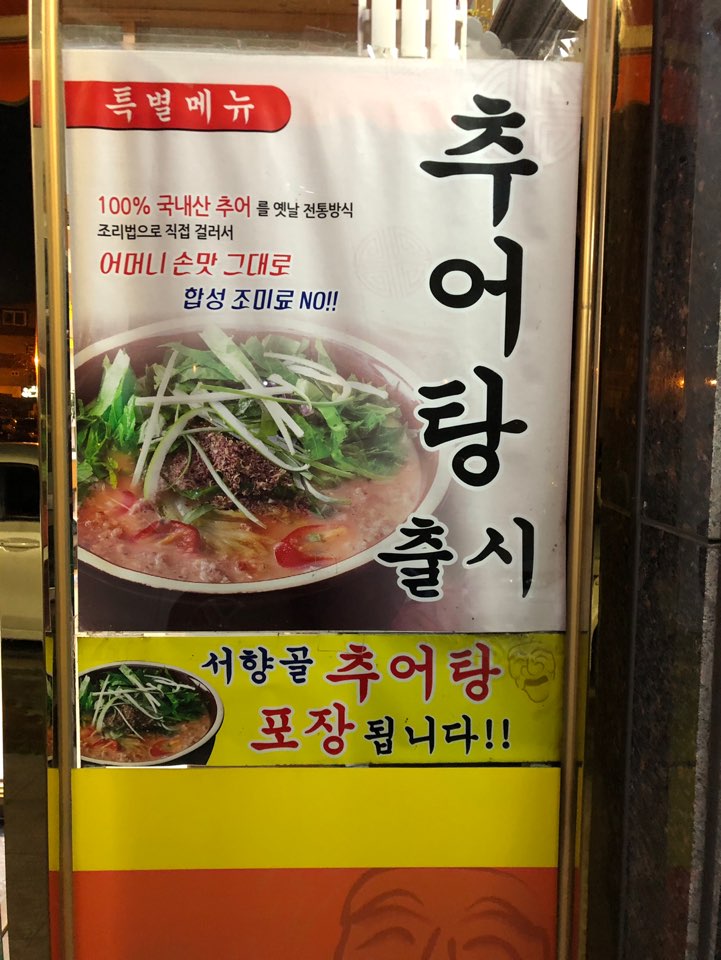 특별메뉴
추어탕
출시
100% 국내산 추어 를 옛날 전통방식
조리법으로 직접 걸러서
어머니 손맛 그대로
합성 조미료 NO!!
서향골 추어탕
포장 됩니다!!